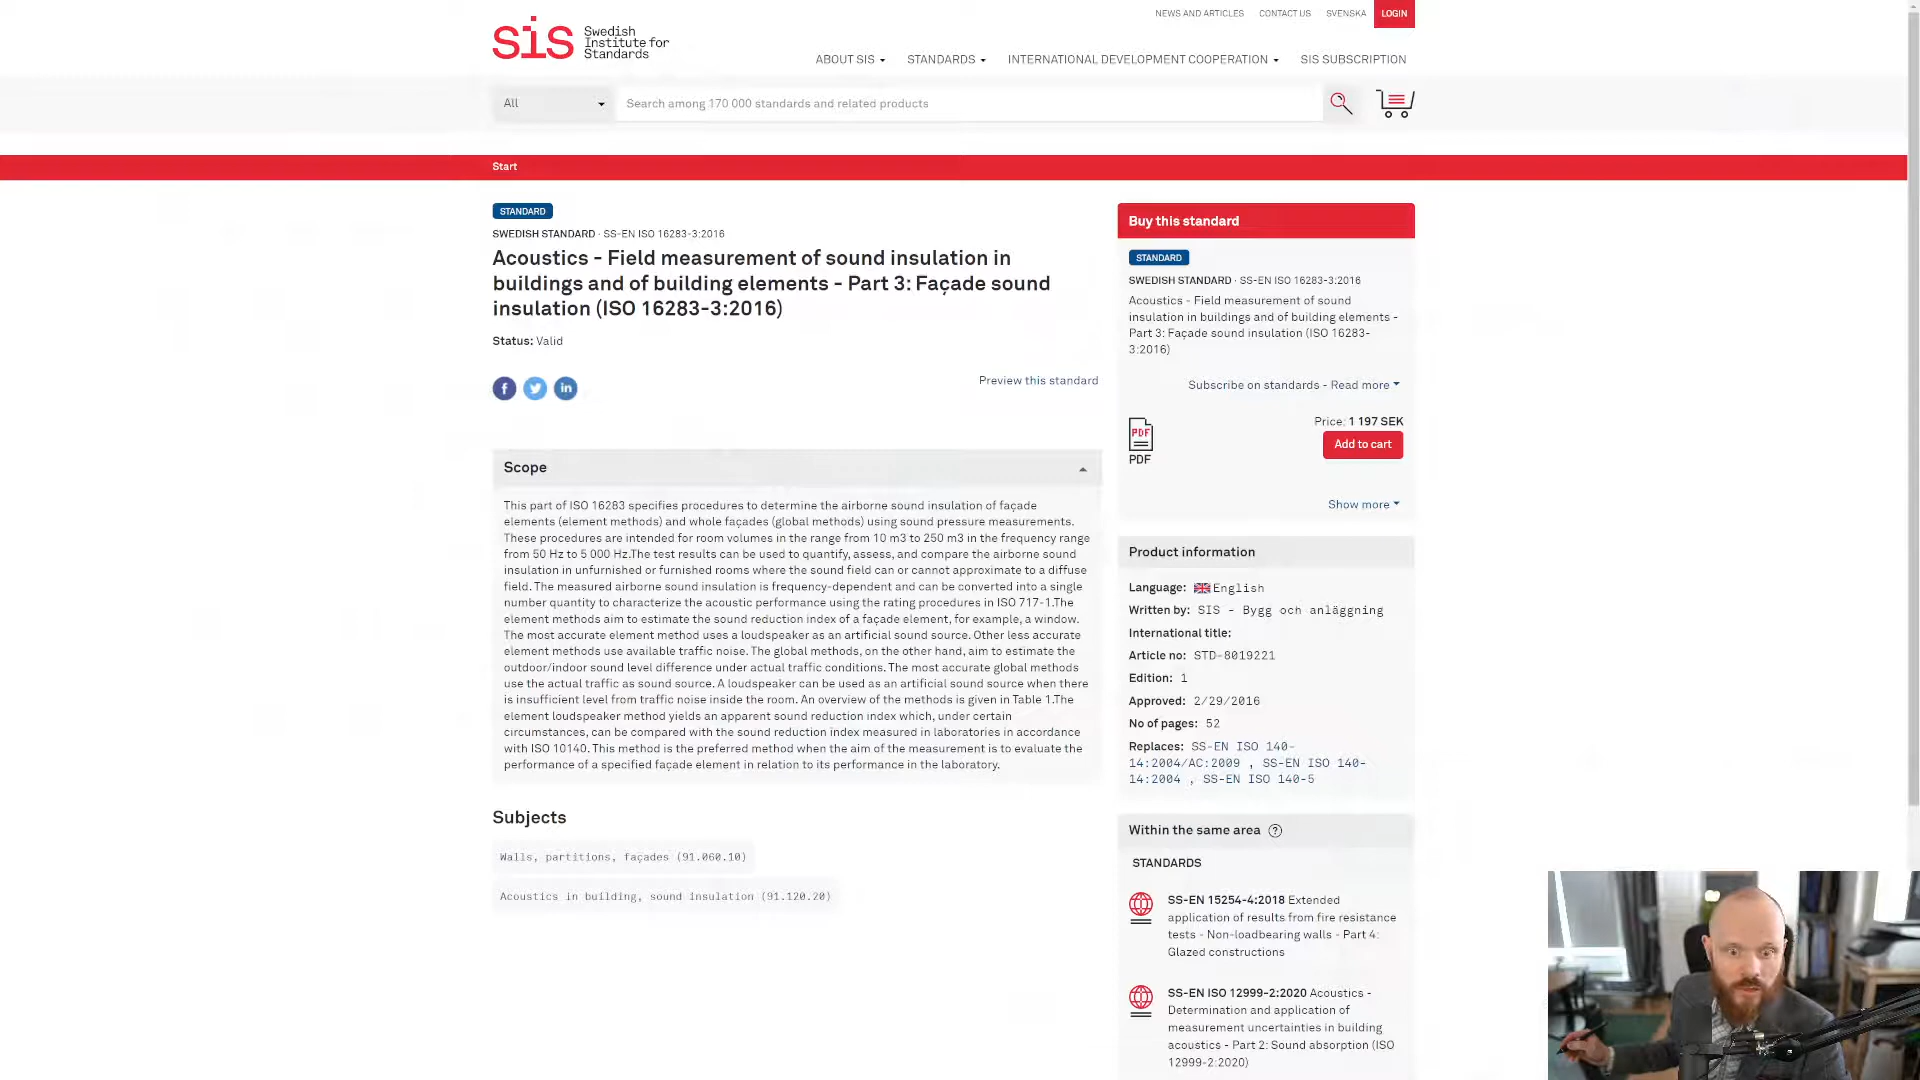 NEWS AND ARTICLES
CONTACT US
SVENSKA
LOGIN
sis Swedish
Institute for
Standards
ABOUT SIS
STANDARDS
INTERNATIONAL DEVELOPMENT COOPERATION
SIS SUBSCRIPTION
All
Search among 170 000 standards and related products
Start
STANDARD
SWEDISH STANDARD · SS-EN ISO 16283-3:2016
Acoustics - Field measurement of sound insulation in
buildings and of building elements - Part 3: Façade sound
insulation (ISO 16283-3:2016)
Status: Valid
Preview this standard
Scope
This part of ISO 16283 specifies procedures to determine the airborne sound insulation of façade
elements (element methods) and whole façades (global methods) using sound pressure measurements.
These procedures are intended for room volumes in the range from 10 m3 to 250 m3 in the frequency range
from 50 Hz to 5 000 Hz.The test results can be used to quantify, assess, and compare the airborne sound
insulation in unfurnished or furnished rooms where the sound field can or cannot approximate to a diffuse
field. The measured airborne sound insulation is frequency-dependent and can be converted into a single
number quantity to characterize the acoustic performance using the rating procedures in ISO 717-1.The
element methods aim to estimate the sound reduction index of a façade element, for example, a window.
The most accurate element method uses a loudspeaker as an artificial sound source. Other less accurate
element methods use available traffic noise. The global methods, on the other hand, aim to estimate the
outdoor/indoor sound level difference under actual traffic conditions. The most accurate global methods
use the actual traffic as sound source. A loudspeaker can be used as an artificial sound source when there
is insufficient level from traffic noise inside the room. An overview of the methods is given in Table 1.The
element loudspeaker method yields an apparent sound reduction index which, under certain
circumstances, can be compared with the sound reduction index measured in laboratories in accordance
with ISO 10140. This method is the preferred method when the aim of the measurement is to evaluate the
performance of a specified façade element in relation to its performance in the laboratory.
Subjects
Walls, partitions, façades (91.060.10)
Acoustics in building, sound insulation (91.120.20)
Buy this standard
STANDARD
SWEDISH STANDARD · SS-EN ISO 16283-3:2016
Acoustics - Field measurement of sound
insulation in buildings and of building elements -
Part 3: Façade sound insulation (ISO 16283-
3:2016)
Subscribe on standards - Read more
PDF
PDF
Price: 1 197 SEK
Add to cart
Show more
Product information
Language: English
Written by: SIS - Bygg och anläggning
International title:
Article no: STD-8019221
Edition: 1
Approved: 2/29/2016
No of pages: 52
Replaces: SS-EN ISO 140-
14:2004/AC:2009 , SS-EN ISO 140-
14:2004 , SS-EN ISO 140-5
Within the same area ?
STANDARDS
SS-EN 15254-4:2018 Extended
application of results from fire resistance
tests - Non-loadbearing walls - Part 4:
Glazed constructions
SS-EN ISO 12999-2:2020 Acoustics -
Determination and application of
measurement uncertainties in building
acoustics - Part 2: Sound absorption (ISO
12999-2:2020)